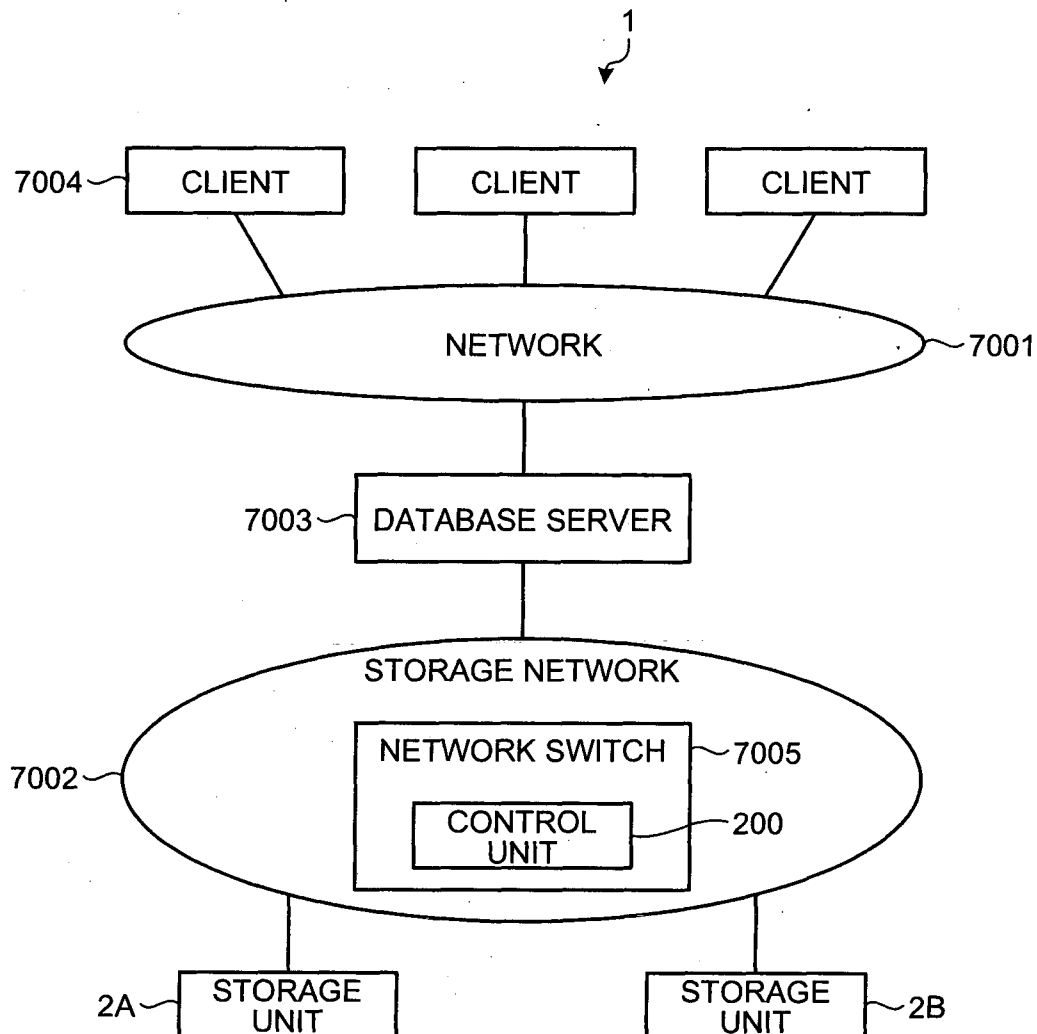 1
7004 CLIENT CLIENT CLIENT
NETWORK 7001
7003 DATABASE SERVER
STORAGE NETWORK
NETWORK SWITCH 7005
7002
CONTROL 200
UNIT
2A STORAGE STORAGE 2B
UNIT UNIT